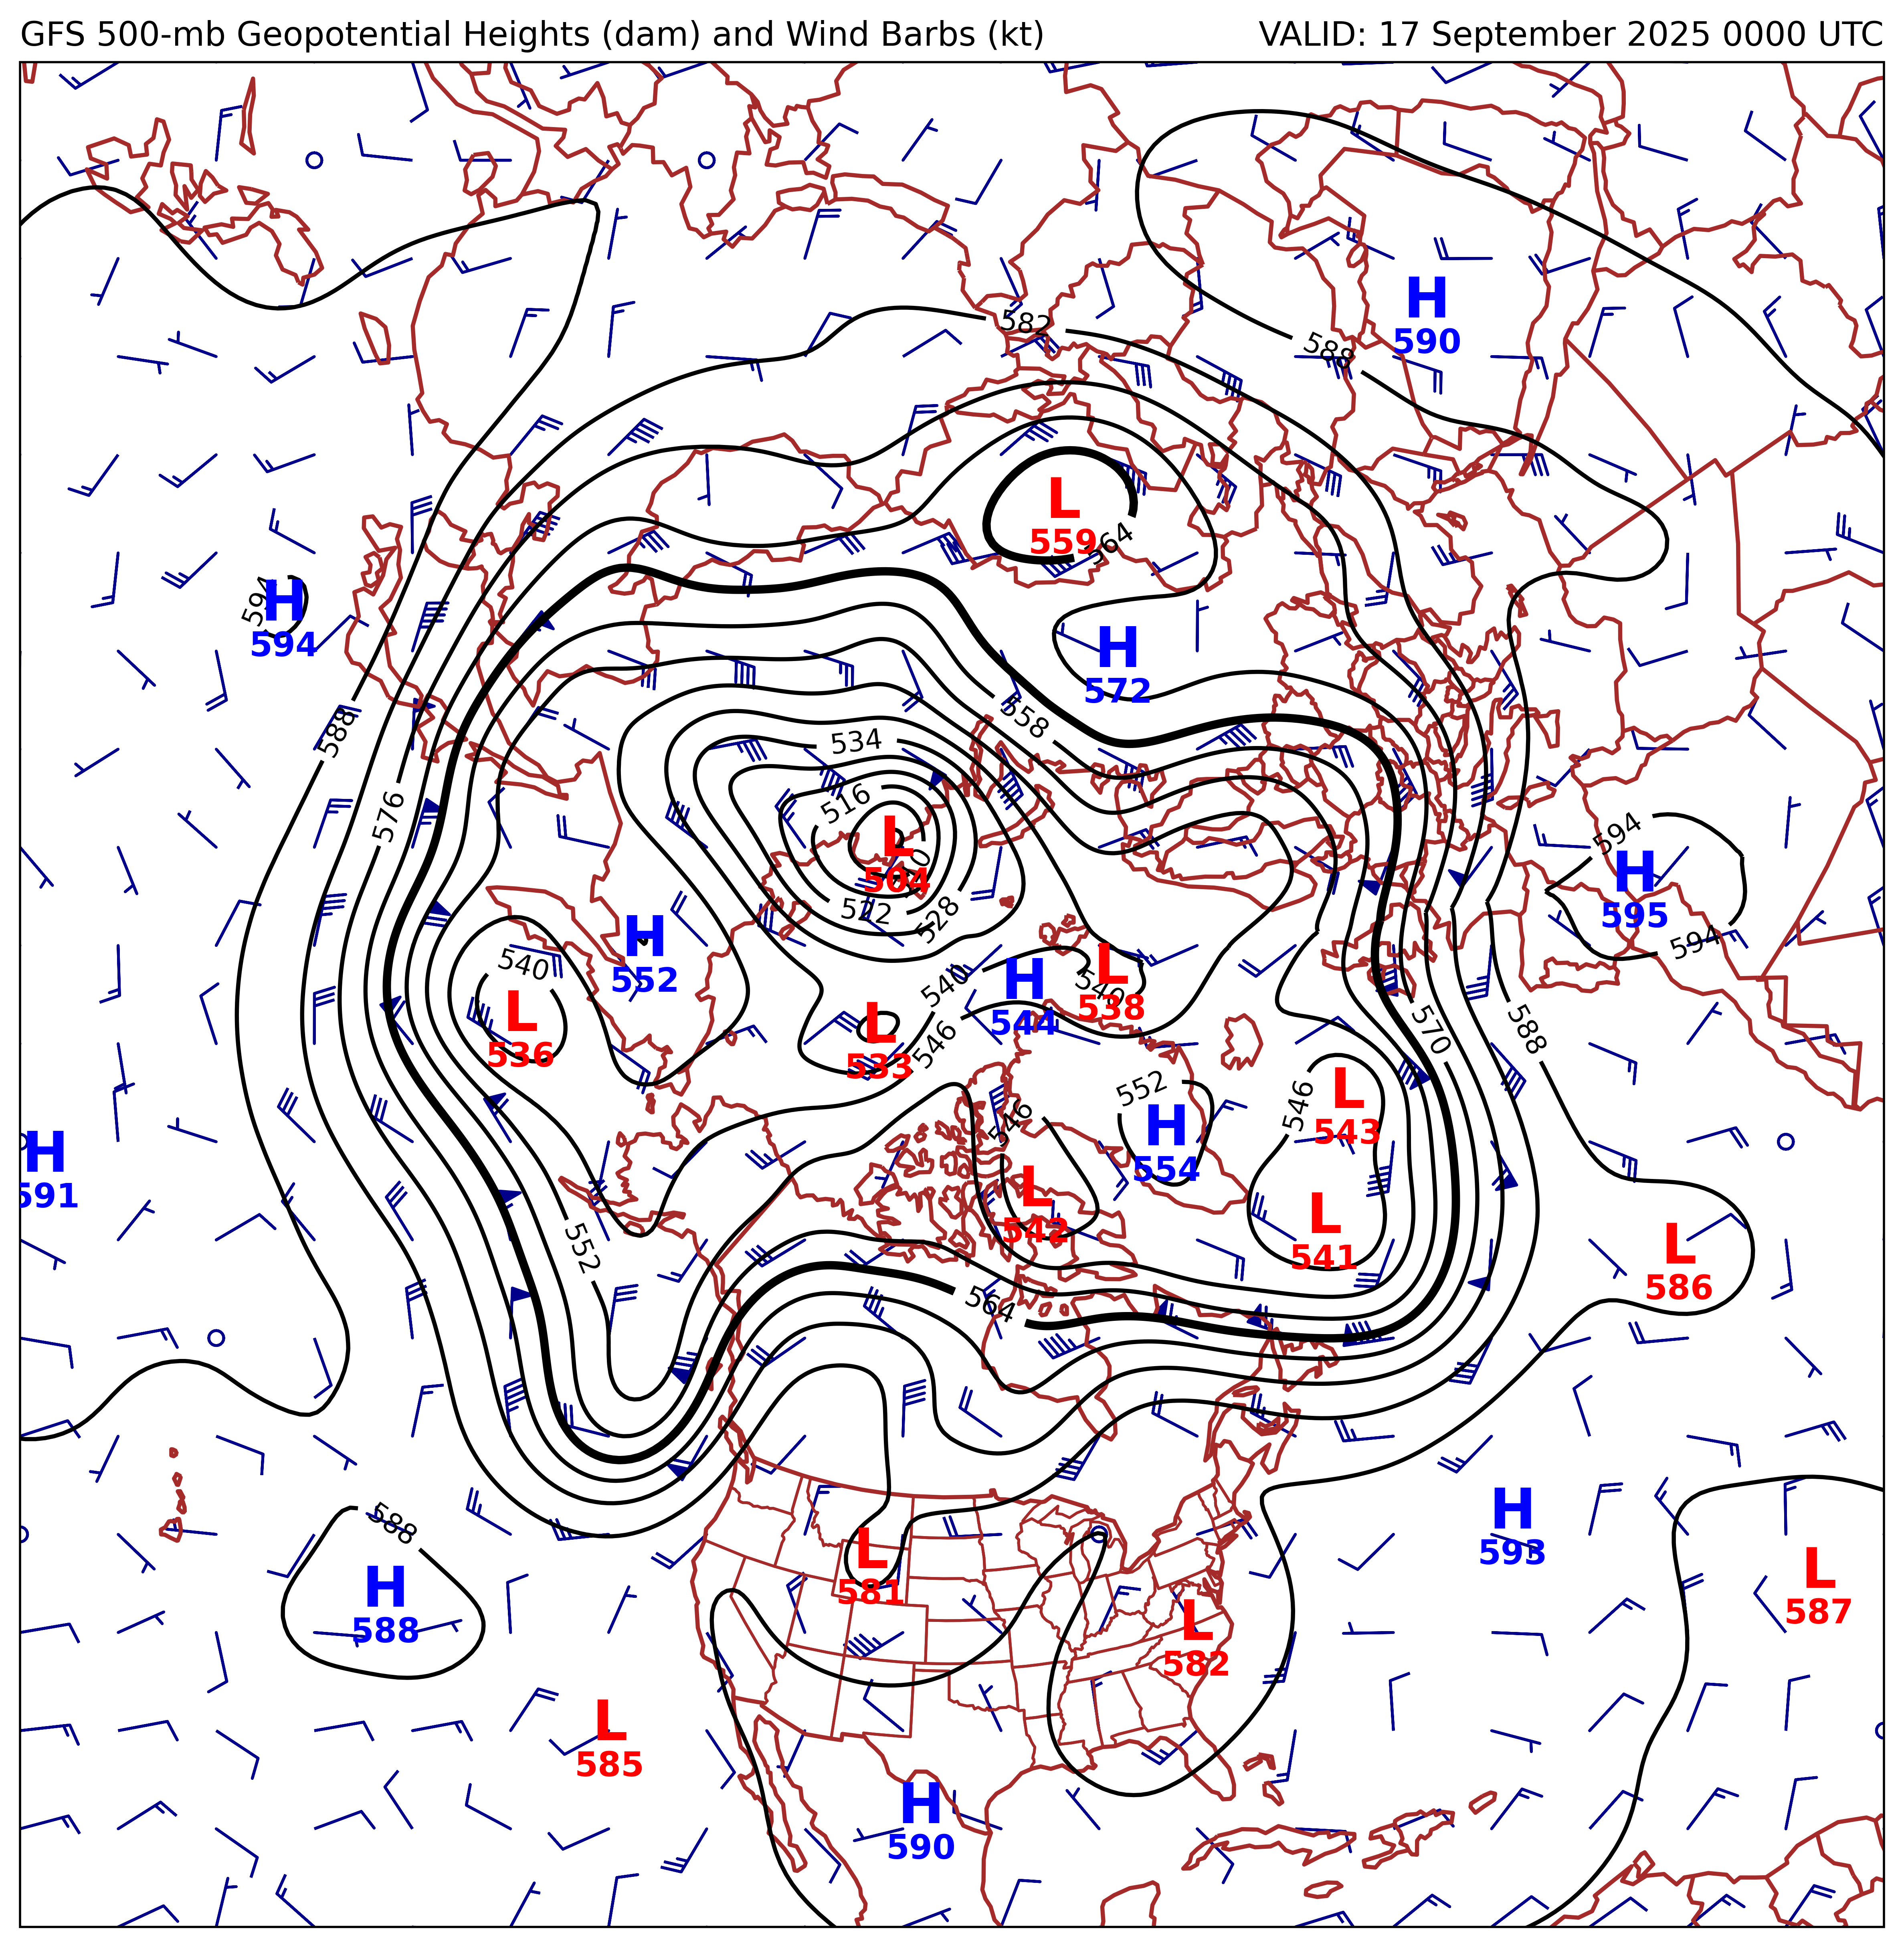 GFS 500-mb Geopotential Heights (dam) and Wind Barbs (kt)
VALID: 17 September 2025 0000 UTC
582
588
H
590
L
559
564
594
H
594
H
572
588
558
534
576
516
L
504
594
H
595
594
522
528
540
H
552
L
536
540
H
544
L
538
540
L
533
546
570
588
552
546
L
543
546
H
554
H
591
L
542
L
541
552
L
586
564
588
H
593
H
588
L
581
L
587
L
582
L
585
H
590